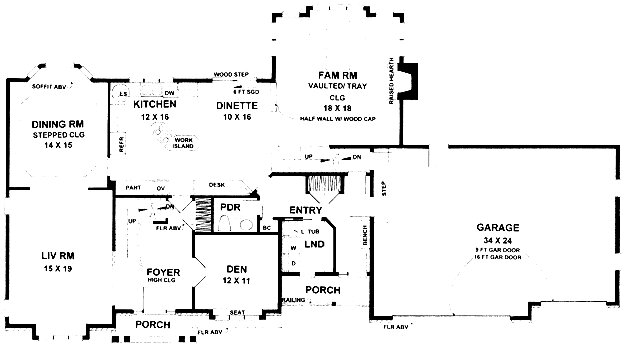 WOOD STEP
FAM RM
VAULTED/ TRAY
CLG
18 X 18
HALF WALL W/ WOOD CAP
RAISED HEARTH
SOFFIT ABV
LS
DW
6 FT SGD
KITCHEN
12 X 16
DINETTE
10 X 16
DINING RM
STEPPED CLG
14 X 15
WORK
ISLAND
REFR
UP
DN
STEP
PANT
OV
DESK
DN
UP
FLR ABV
PDR
BC
ENTRY
L TUB
W
D
LND
BENCH
GARAGE
34 X 24
9 FT GAR DOOR
16 FT GAR DOOR
LIV RM
15 X 19
FOYER
HIGH CLG
DEN
12 X 11
SEAT
PORCH
RAILING
PORCH
FLR ABV
FLR ABV